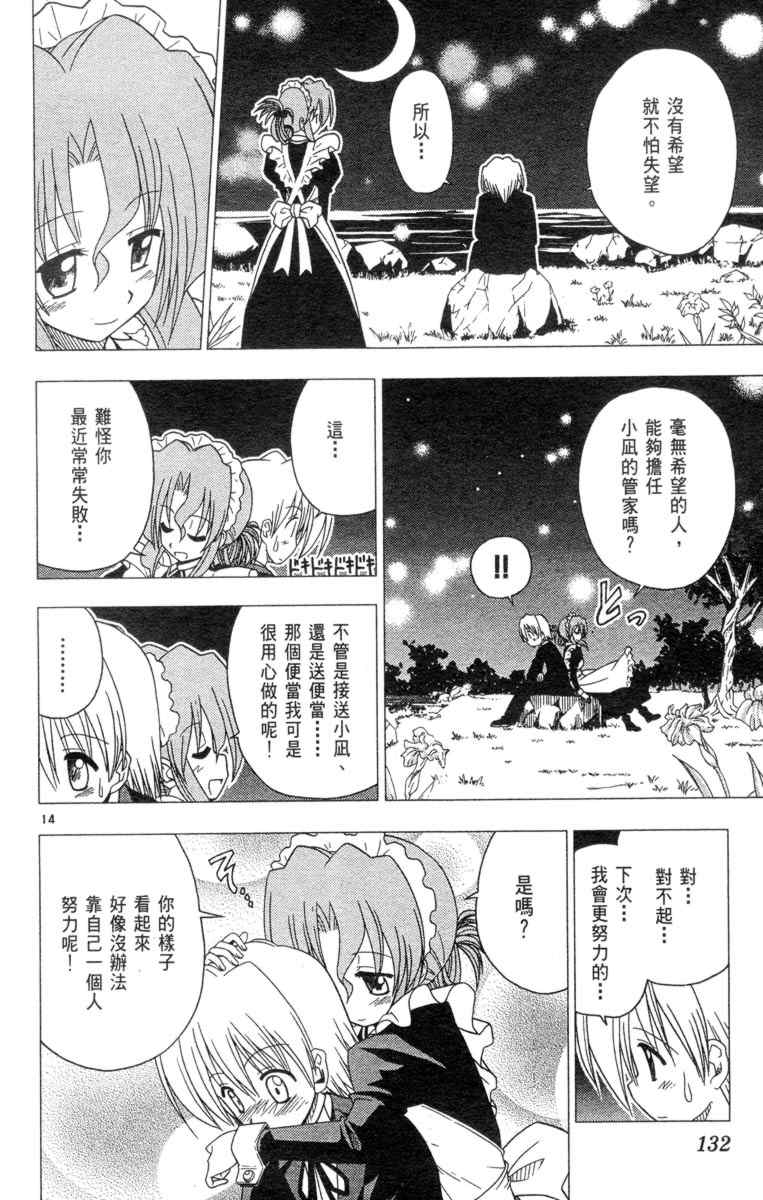 沒有希望
就不怕失望。
所以…
毫無希望的人，
能夠擔任
小凪的管家嗎？
!!
ピッ
這…
難怪你
最近常常失敗…
ドキドキドキドキ
不管是接送小凪、
還是送便當……
那個便當我可是
很用心做的呢！
………
14
對…
對不起…
下次…
我會更努力的…
是嗎？
你的樣子
看起來
好像沒辦法
靠自己一個人
努力呢！
132